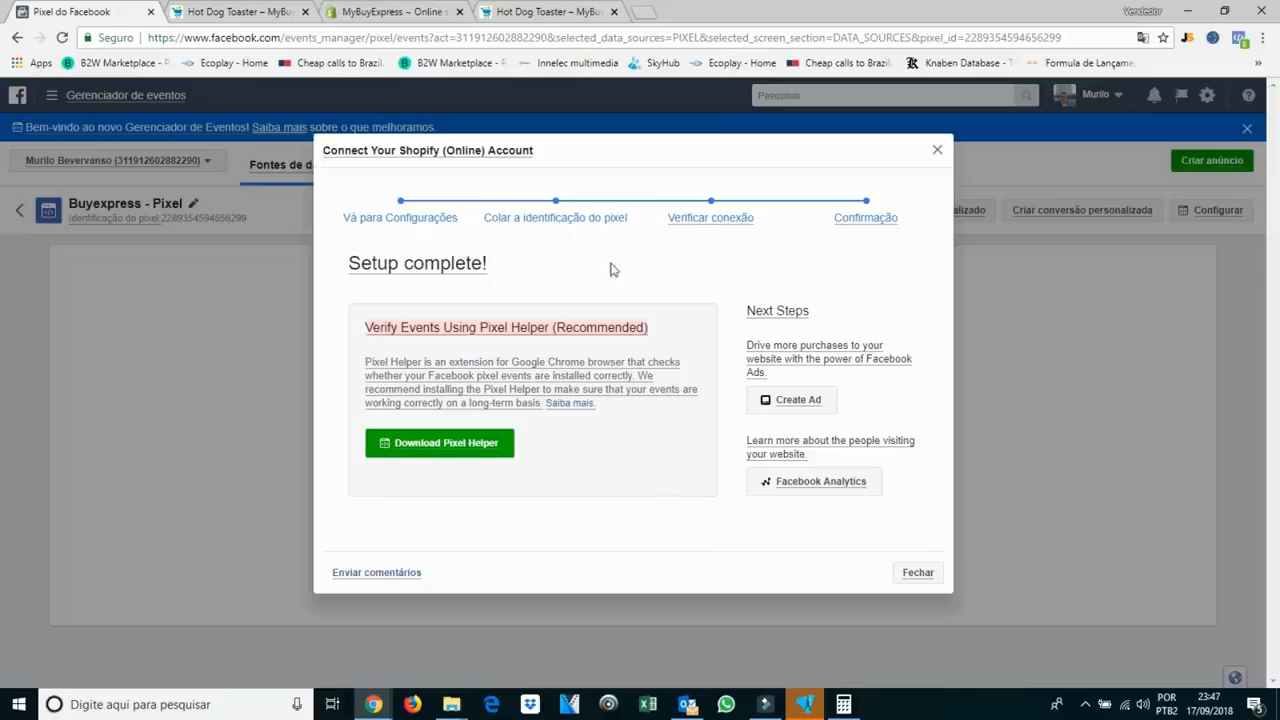 Pixel do Facebook
Hot Dog Toaster – MyBu
MyBuyExpress ~ Online s
Hot Dog Toaster – MyBu
Vendedor
Seguro
https://www.facebook.com/events_manager/pixel/events?act=311912602882290&selected_data_sources=PIXEL&selected_screen_section=DATA_SOURCES&pixel_id=2289354594656299
Apps
B2W Marketplace - P
Ecoplay - Home
Cheap calls to Brazil
B2W Marketplace - P
Innelec multimedia
SkyHub
Ecoplay - Home
Cheap calls to Brazil
Knaben Database - T
Formula de Lançame
»
Gerenciador de eventos
Pesquisar
Murilo
Bem-vindo ao novo Gerenciador de Eventos! Saiba mais sobre o que melhoramos.
Murilo Bevervanso (311912602882290)
Fontes de d
Criar anúncio
Buyexpress - Pixel
Identificação do pixel:2289354594656299
alizado
Criar conversão personalizada
Configurar
Connect Your Shopify (Online) Account
Vá para Configurações
Colar a identificação do pixel
Verificar conexão
Confirmação
Setup complete!
Verify Events Using Pixel Helper (Recommended)
Pixel Helper is an extension for Google Chrome browser that checks
whether your Facebook pixel events are installed correctly. We
recommend installing the Pixel Helper to make sure that your events are
working correctly on a long-term basis. Saiba mais.
Download Pixel Helper
Next Steps
Drive more purchases to your
website with the power of Facebook
Ads.
Create Ad
Learn more about the people visiting
your website.
Facebook Analytics
Enviar comentários
Fechar
Digite aqui para pesquisar
POR
PTB2
23:47
17/09/2018